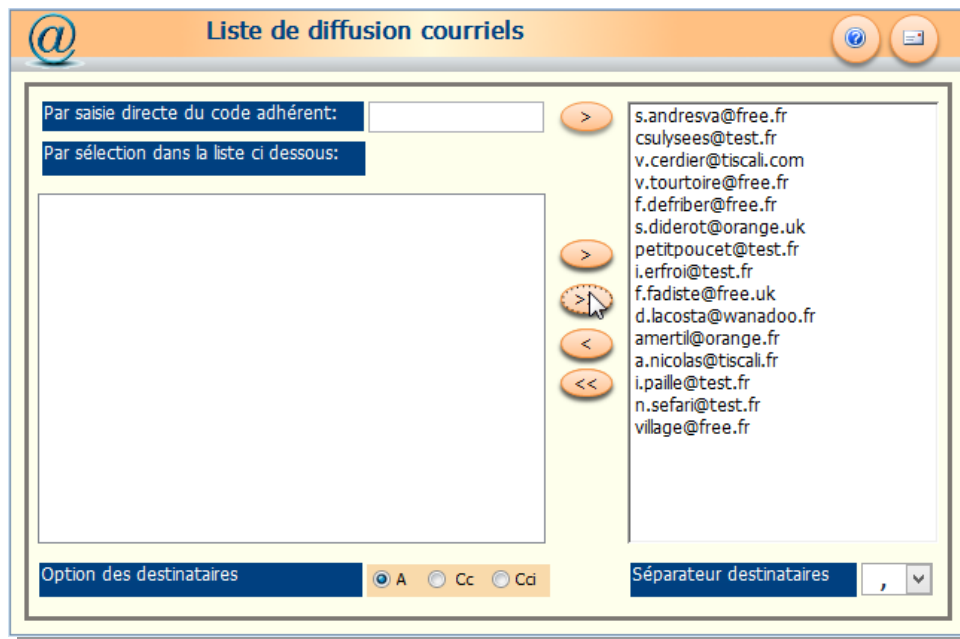 @ Liste de diffusion courriels ?
Par saisie directe du code adhérent: >
Par sélection dans la liste ci dessous:
s.andresva@free.fr
csulysees@test.fr
v.cerdier@tiscali.com
v.tourtoire@free.fr
f.defriber@free.fr
s.diderot@orange.uk
petitpoucet@test.fr
i.erfroi@test.fr
f.fadiste@free.uk
d.lacosta@wanadoo.fr
amertil@orange.fr
a.nicolas@tiscali.fr
i.paille@test.fr
n.sefari@test.fr
village@free.fr
>
>
<
<<
Option des destinataires A Cc Cci
Séparateur destinataires ,